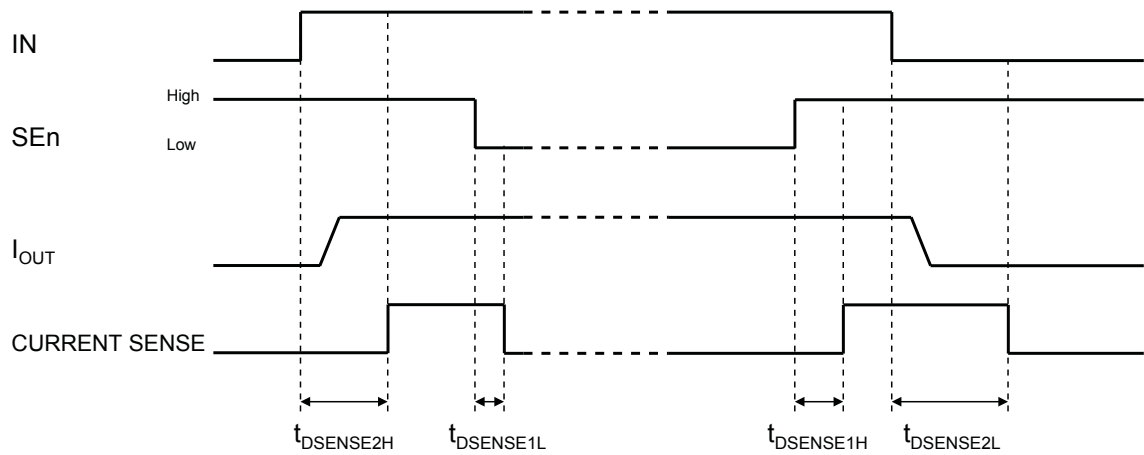 IN
High
SEn
Low
IOUT
CURRENT SENSE
tDSENSE2H
tDSENSE1L
tDSENSE1H
tDSENSE2L